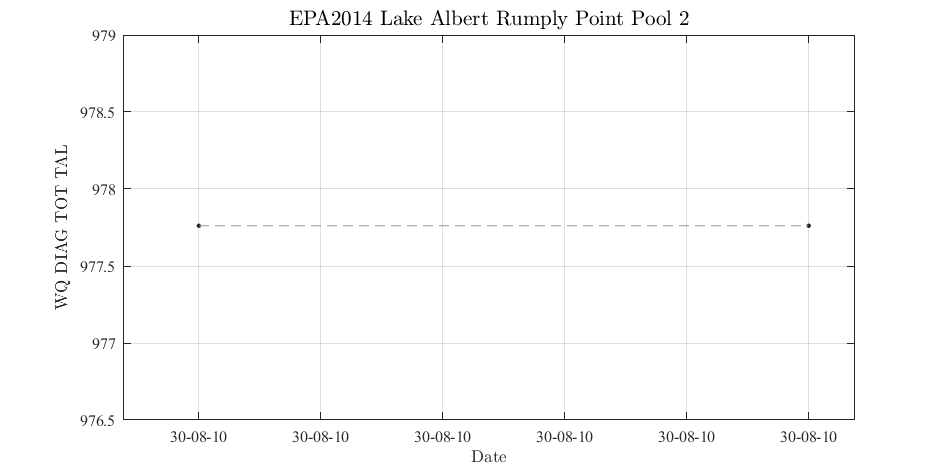 EPA2014 Lake Albert Rumply Point Pool 2
979
978.5
978
977.5
977
976.5
WQ DIAG TOT TAL
30-08-10 30-08-10 30-08-10 30-08-10 30-08-10 30-08-10
Date